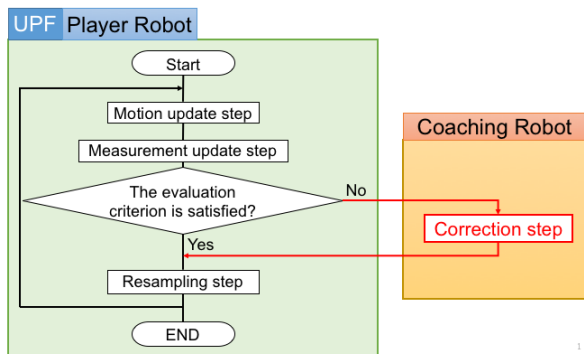 UPF Player Robot
Start
Motion update step
Measurement update step
The evaluation
criterion is satisfied?
No
Yes
Resampling step
END
Coaching Robot
Correction step
1